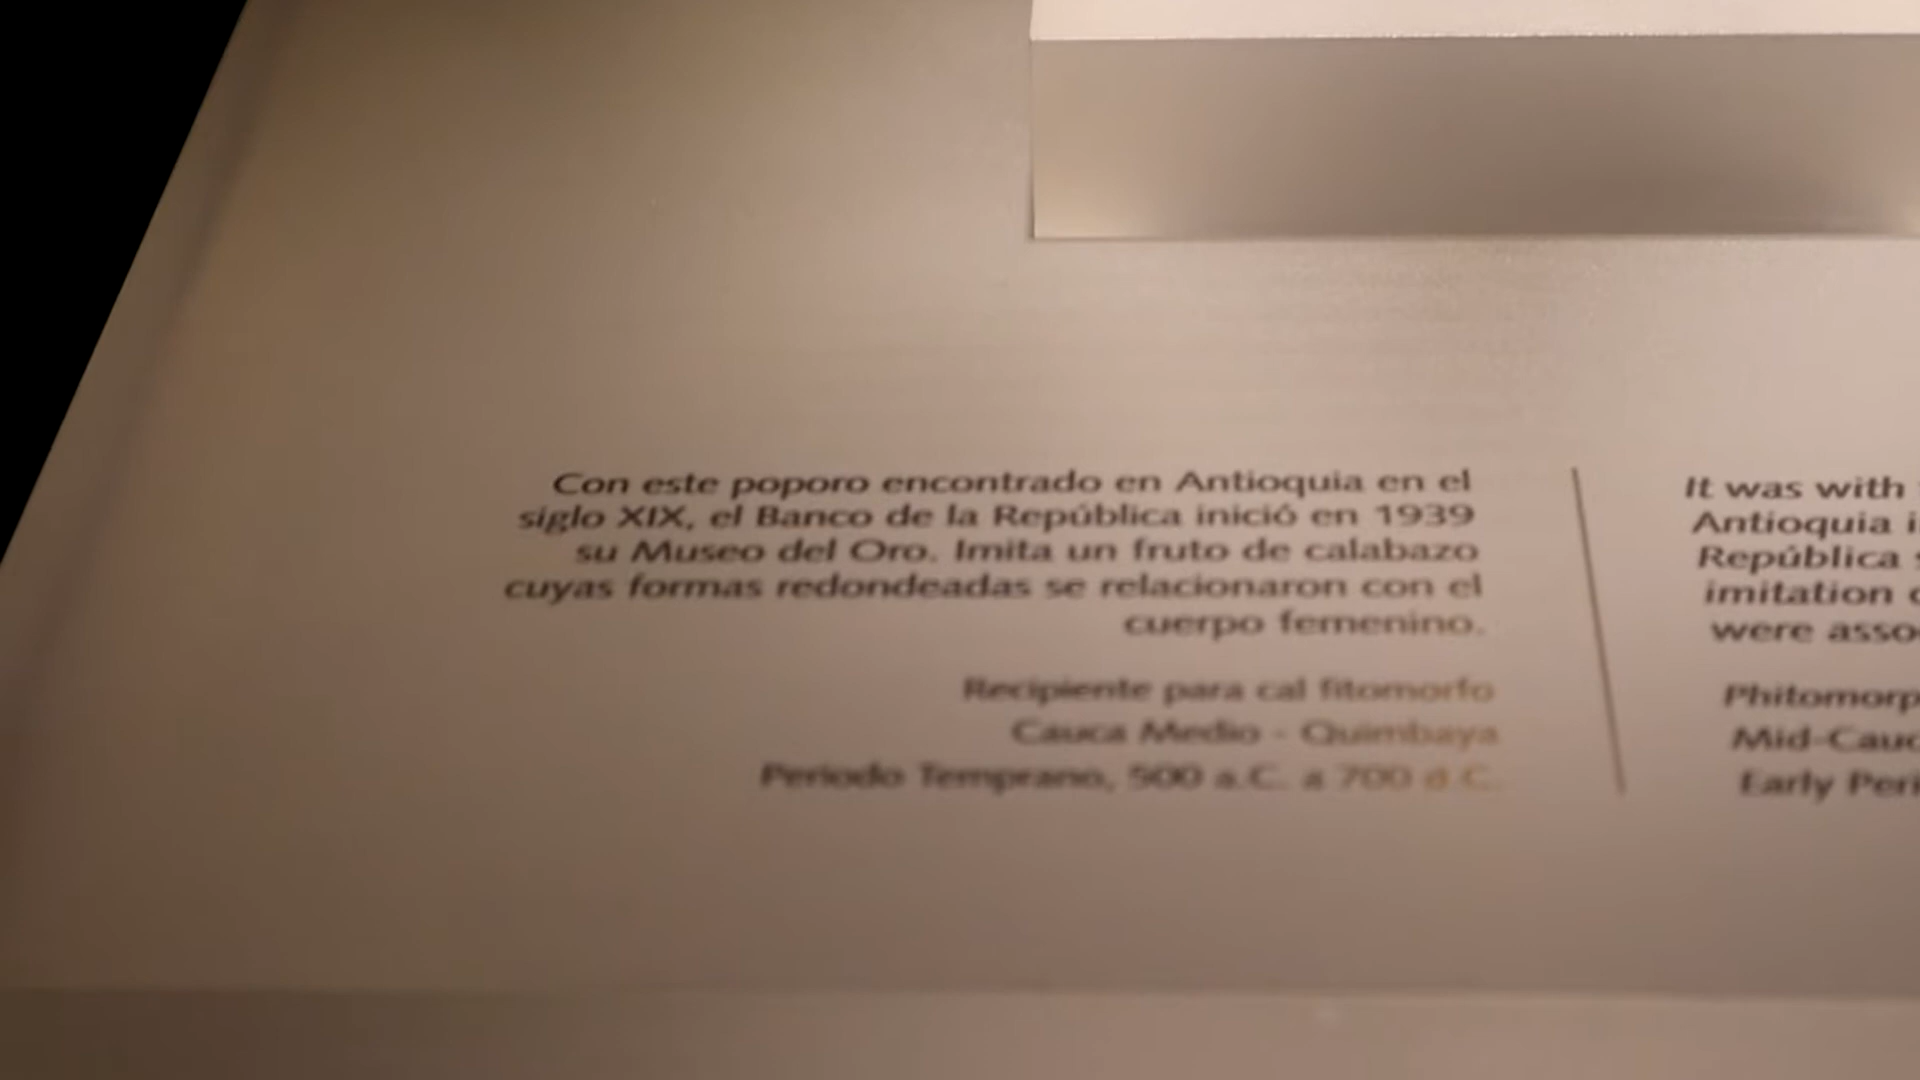 Con este poporo encontrado en Antioquia en el
siglo XIX, el Banco de la República inició en 1939
su Museo del Oro. Imita un fruto de calabazo
cuyas formas redondeadas se relacionaron con el
cuerpo femenino.
Recipiente para cal fitomorfo
Cauca Medio - Quimbaya
Periodo Temprano, 500 a.C. a 700 d.C.
It was with
Antioquia i
República s
imitation o
were asso
Phitomorp
Mid-Cauc
Early Peri